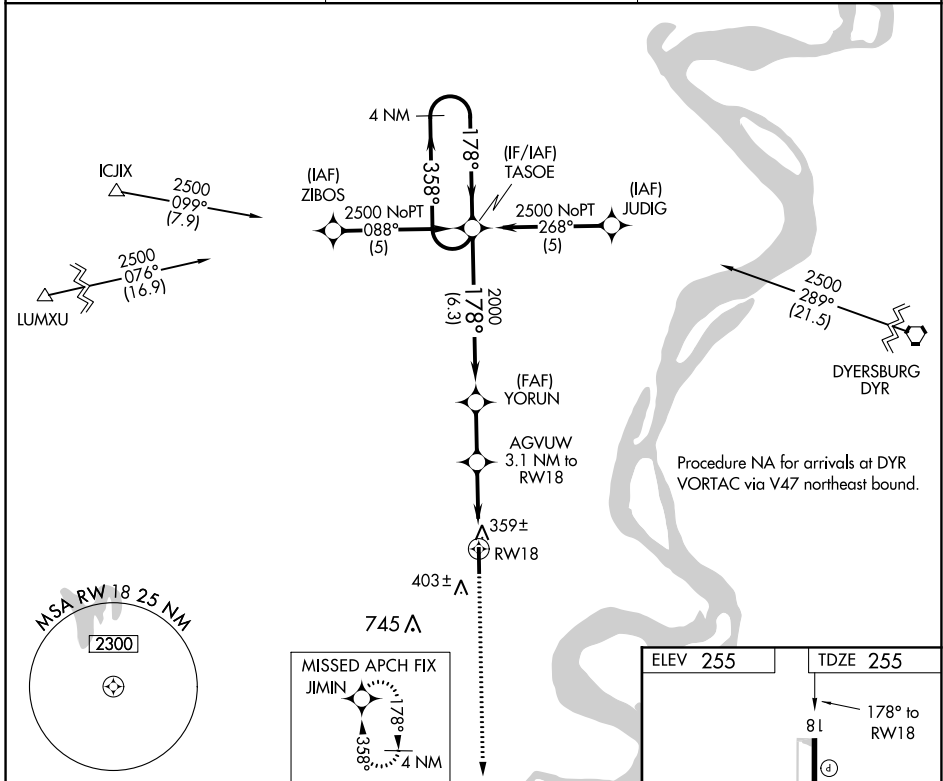 4 NM
178°
358°
(IF/IAF)
TASOE
ICJIX
2500
099°
(7.9)
(IAF)
ZIBOS
2500 NoPT
088°
(5)
2500 NoPT
268°
(5)
(IAF)
JUDIG
2500
076°
(16.9)
LUMXU
2000
178°
(6.3)
2500
289°
(21.5)
DYERSBURG
DYR
(FAF)
YORUN
AGVUW
3.1 NM to
RW18
Procedure NA for arrivals at DYR
VORTAC via V47 northeast bound.
359±
RW18
403±
745
MSA RW 18 25 NM
2300
MISSED APCH FIX
JIMIN
178°
358°
4 NM
ELEV 255
TDZE 255
178° to
RW18
18
P